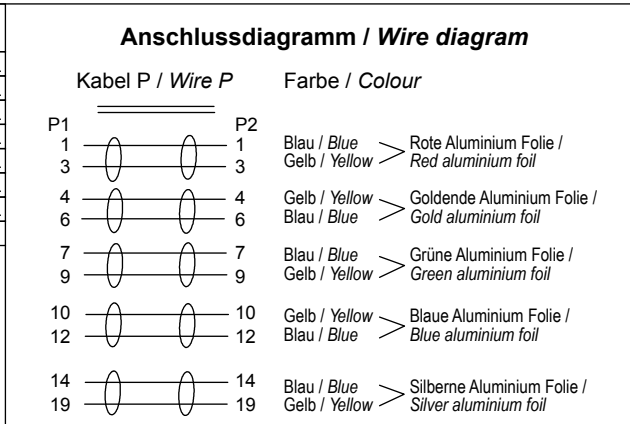 Anschlussdiagramm / Wire diagram
Kabel P / Wire P Farbe / Colour
P1 P2
1 1 Blau / Blue Rote Aluminium Folie /
3 3 Gelb / Yellow Red aluminium foil
4 4 Gelb / Yellow Goldende Aluminium Folie /
6 6 Blau / Blue Gold aluminium foil
7 7 Blau / Blue Grüne Aluminium Folie /
9 9 Gelb / Yellow Green aluminium foil
10 10 Gelb / Yellow Blaue Aluminium Folie /
12 12 Blau / Blue Blue aluminium foil
14 14 Blau / Blue Silberne Aluminium Folie /
19 19 Gelb / Yellow Silver aluminium foil